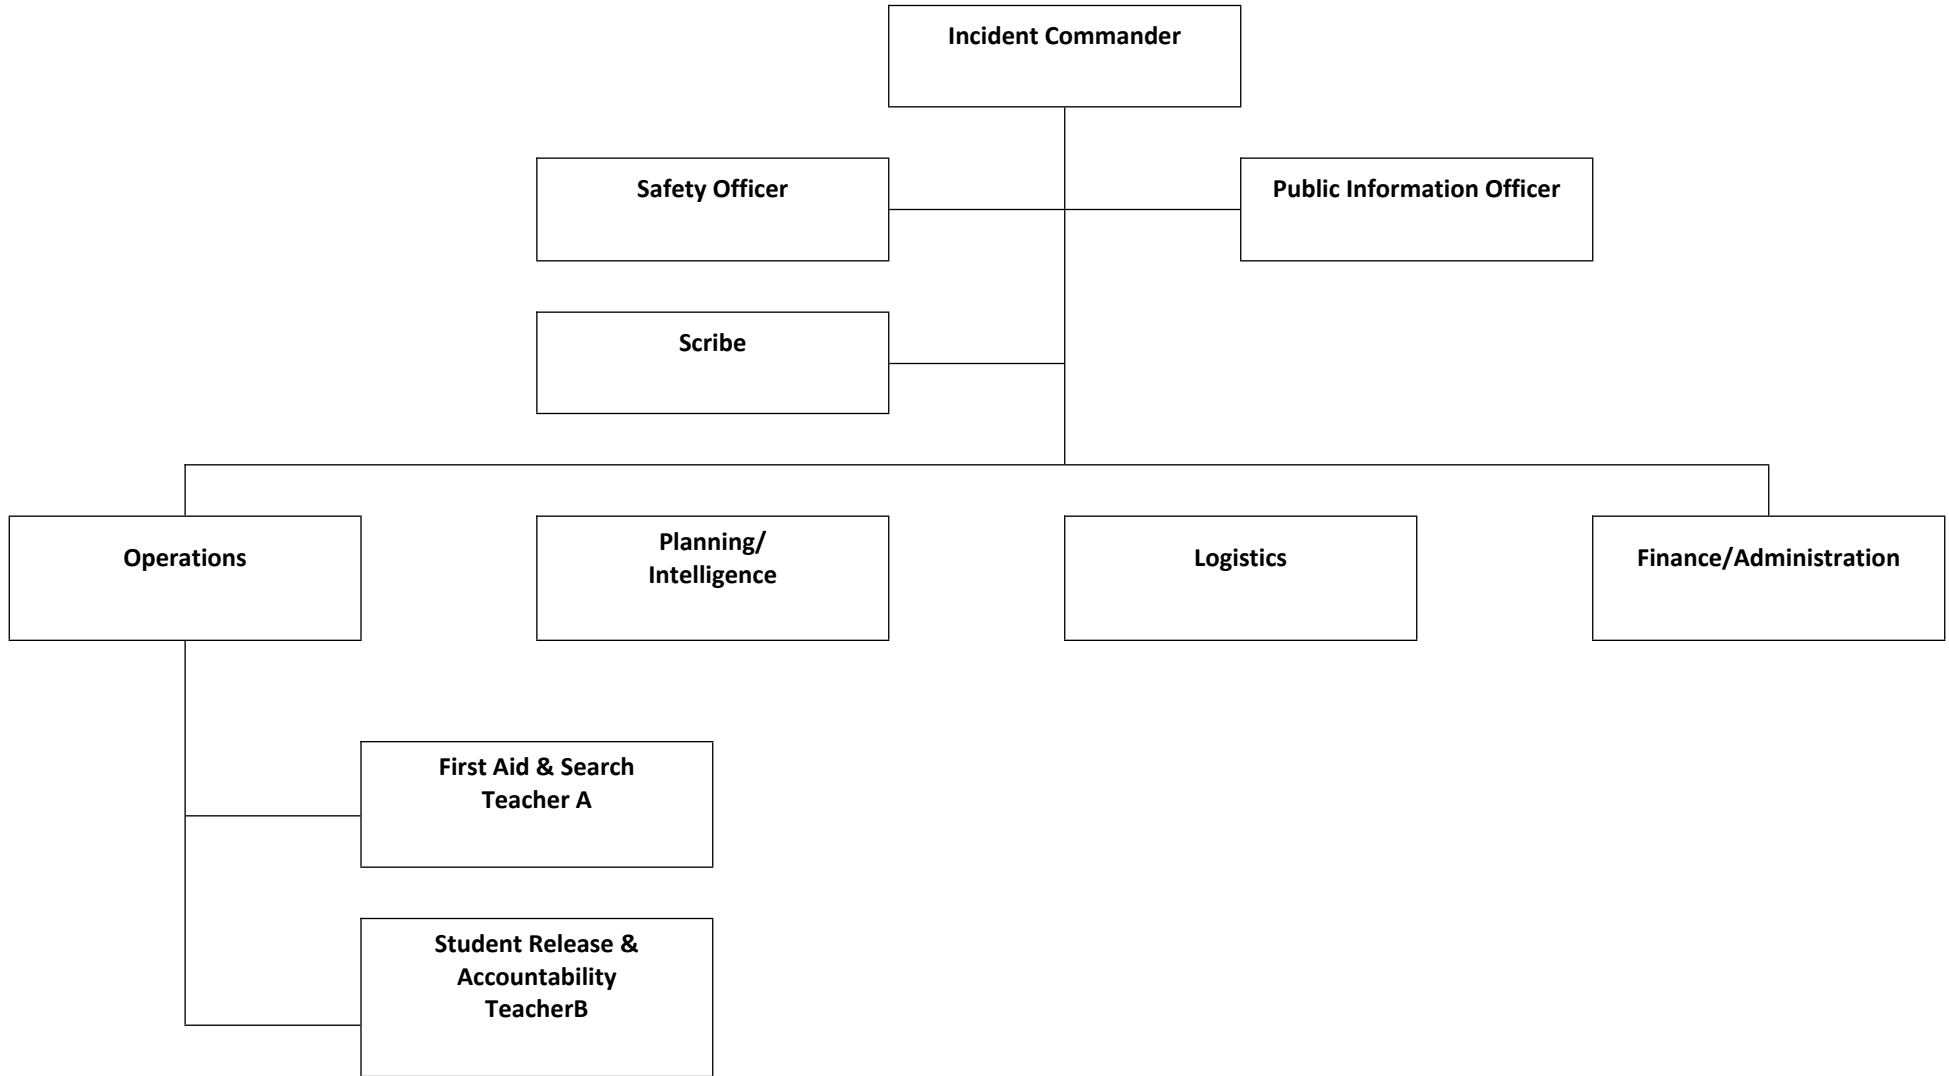 Incident Commander
Safety Officer
Public Information Officer
Scribe
Operations
Planning/
Intelligence
Logistics
Finance/Administration
First Aid & Search
Teacher A
Student Release &
Accountability
TeacherB